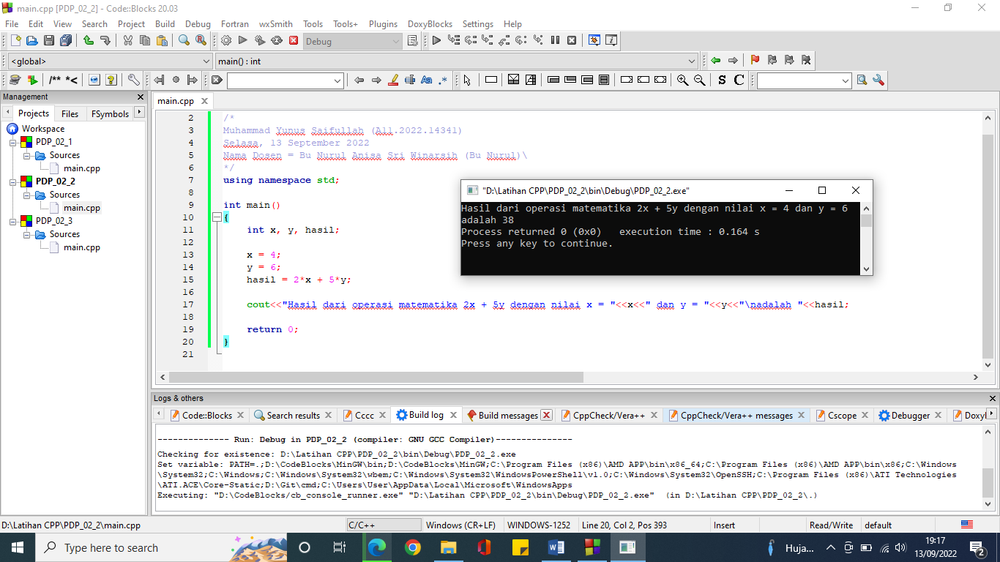 main.cpp [PDP_02_2] - Code::Blocks 20.03
File Edit View Search Project Build Debug Fortran wxSmith Tools Tools+ Plugins DoxyBlocks Settings Help
Debug
<global>
main() : int
/** *<
Aa .*
S C
Management
Projects Files FSymbols
Workspace
PDP_02_1
Sources
main.cpp
PDP_02_2
Sources
main.cpp
PDP_02_3
Sources
main.cpp
main.cpp
2 /*
3 Muhammad Yunus Saifullah (A11.2022.14341)
4 Selasa, 13 September 2022
5 Nama Dosen = Bu Nurul Anisa Sri Winarsih (Bu Nurul)\
6 */
7 using namespace std;
8
9 int main()
10 {
11 int x, y, hasil;
12
13 x = 4;
14 y = 6;
15 hasil = 2*x + 5*y;
16
17 cout<<"Hasil dari operasi matematika 2x + 5y dengan nilai x = "<<x<<" dan y = "<<y<<"\nadalah "<<hasil;
18
19 return 0;
20 }
21
"D:\Latihan CPP\PDP_02_2\bin\Debug\PDP_02_2.exe"
Hasil dari operasi matematika 2x + 5y dengan nilai x = 4 dan y = 6
adalah 38
Process returned 0 (0x0)   execution time : 0.164 s
Press any key to continue.
Logs & others
Code::Blocks Search results Cccc Build log Build messages CppCheck/Vera++ CppCheck/Vera++ messages Cscope Debugger DoxyI
-------------- Run: Debug in PDP_02_2 (compiler: GNU GCC Compiler)---------------
Checking for existence: D:\Latihan CPP\PDP_02_2\bin\Debug\PDP_02_2.exe
Set variable: PATH=.;D:\CodeBlocks\MinGW\bin;D:\CodeBlocks\MinGW;C:\Program Files (x86)\AMD APP\bin\x86_64;C:\Program Files (x86)\AMD APP\bin\x86;C:\Windows
\System32;C:\Windows;C:\Windows\System32\wbem;C:\Windows\System32\WindowsPowerShell\v1.0;C:\Windows\System32\OpenSSH;C:\Program Files (x86)\ATI Technologies
\ATI.ACE\Core-Static;D:\Git\cmd;C:\Users\User\AppData\Local\Microsoft\WindowsApps
Executing: "D:\CodeBlocks/cb_console_runner.exe" "D:\Latihan CPP\PDP_02_2\bin\Debug\PDP_02_2.exe"  (in D:\Latihan CPP\PDP_02_2\.)
D:\Latihan CPP\PDP_02_2\main.cpp C/C++ Windows (CR+LF) WINDOWS-1252 Line 20, Col 2, Pos 393 Insert Read/Write default
Type here to search
Huja...
19:17
13/09/2022
2